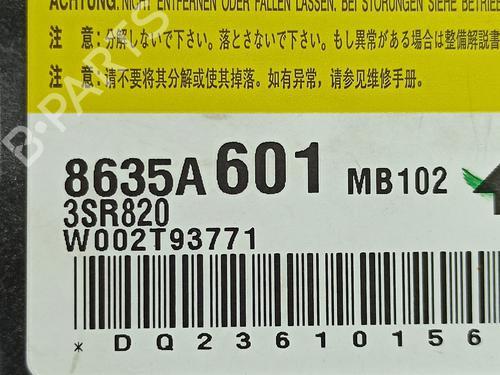 ACHTUNG: NICHT ENTFERNEN ODER FALLEN LASSEN. BEI STÖRUNGEN SIEHE BETRIE
注 意：分解しないで下さい。落とさないで下さい。もし異常がある場合は整備解説書
注 意：请不要将其分解或使其掉落。如有异常，请参见维修手册.
8635A601 MB102
3SR820
W002T93771
*DQ23610156
B-PARTS